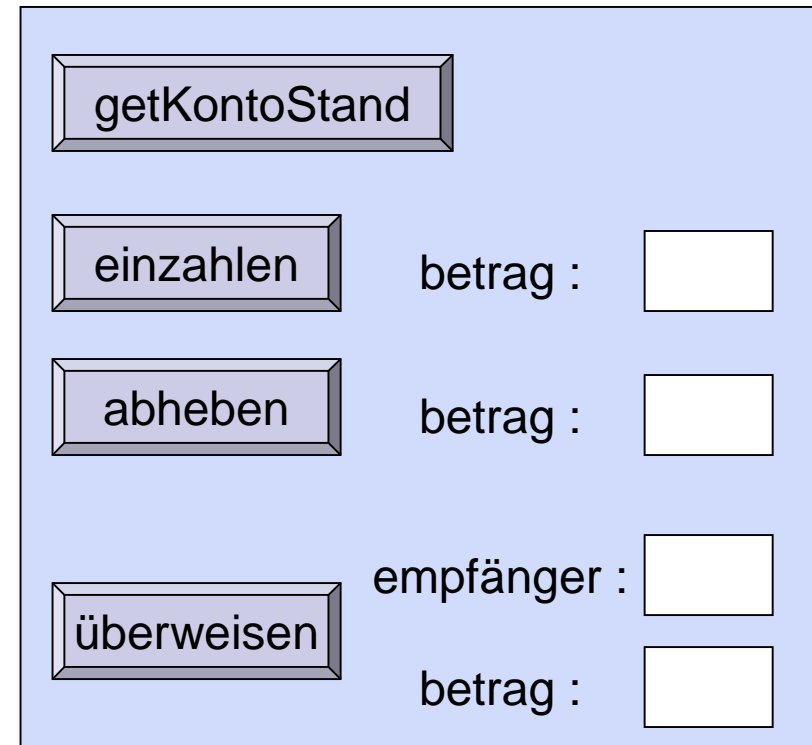 getKontoStand
einzahlen betrag :
abheben betrag :
empfänger :
überweisen
betrag :